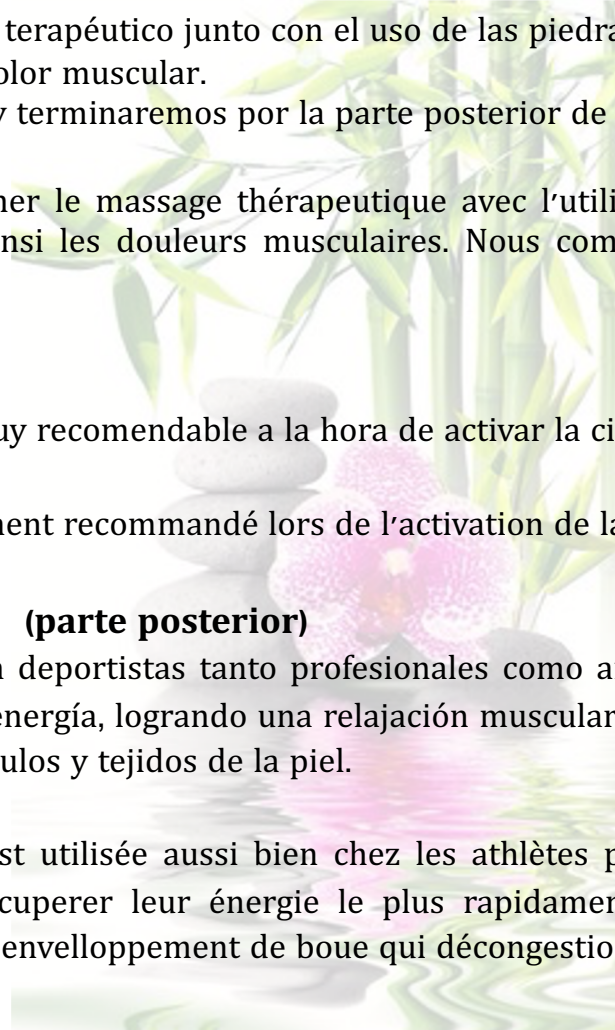 terapéutico junto con el uso de las piedra
olor muscular.
y terminaremos por la parte posterior de
ner le massage thérapeutique avec l'utili
insi les douleurs musculaires. Nous com
uy recomendable a la hora de activar la ci
ment recommandé lors de l'activation de la
(parte posterior)
n deportistas tanto profesionales como a
energía, logrando una relajación muscular
ulos y tejidos de la piel.
st utilisée aussi bien chez les athlètes p
cuperer leur énergie le plus rapidamen
envelloppement de boue qui décongestio